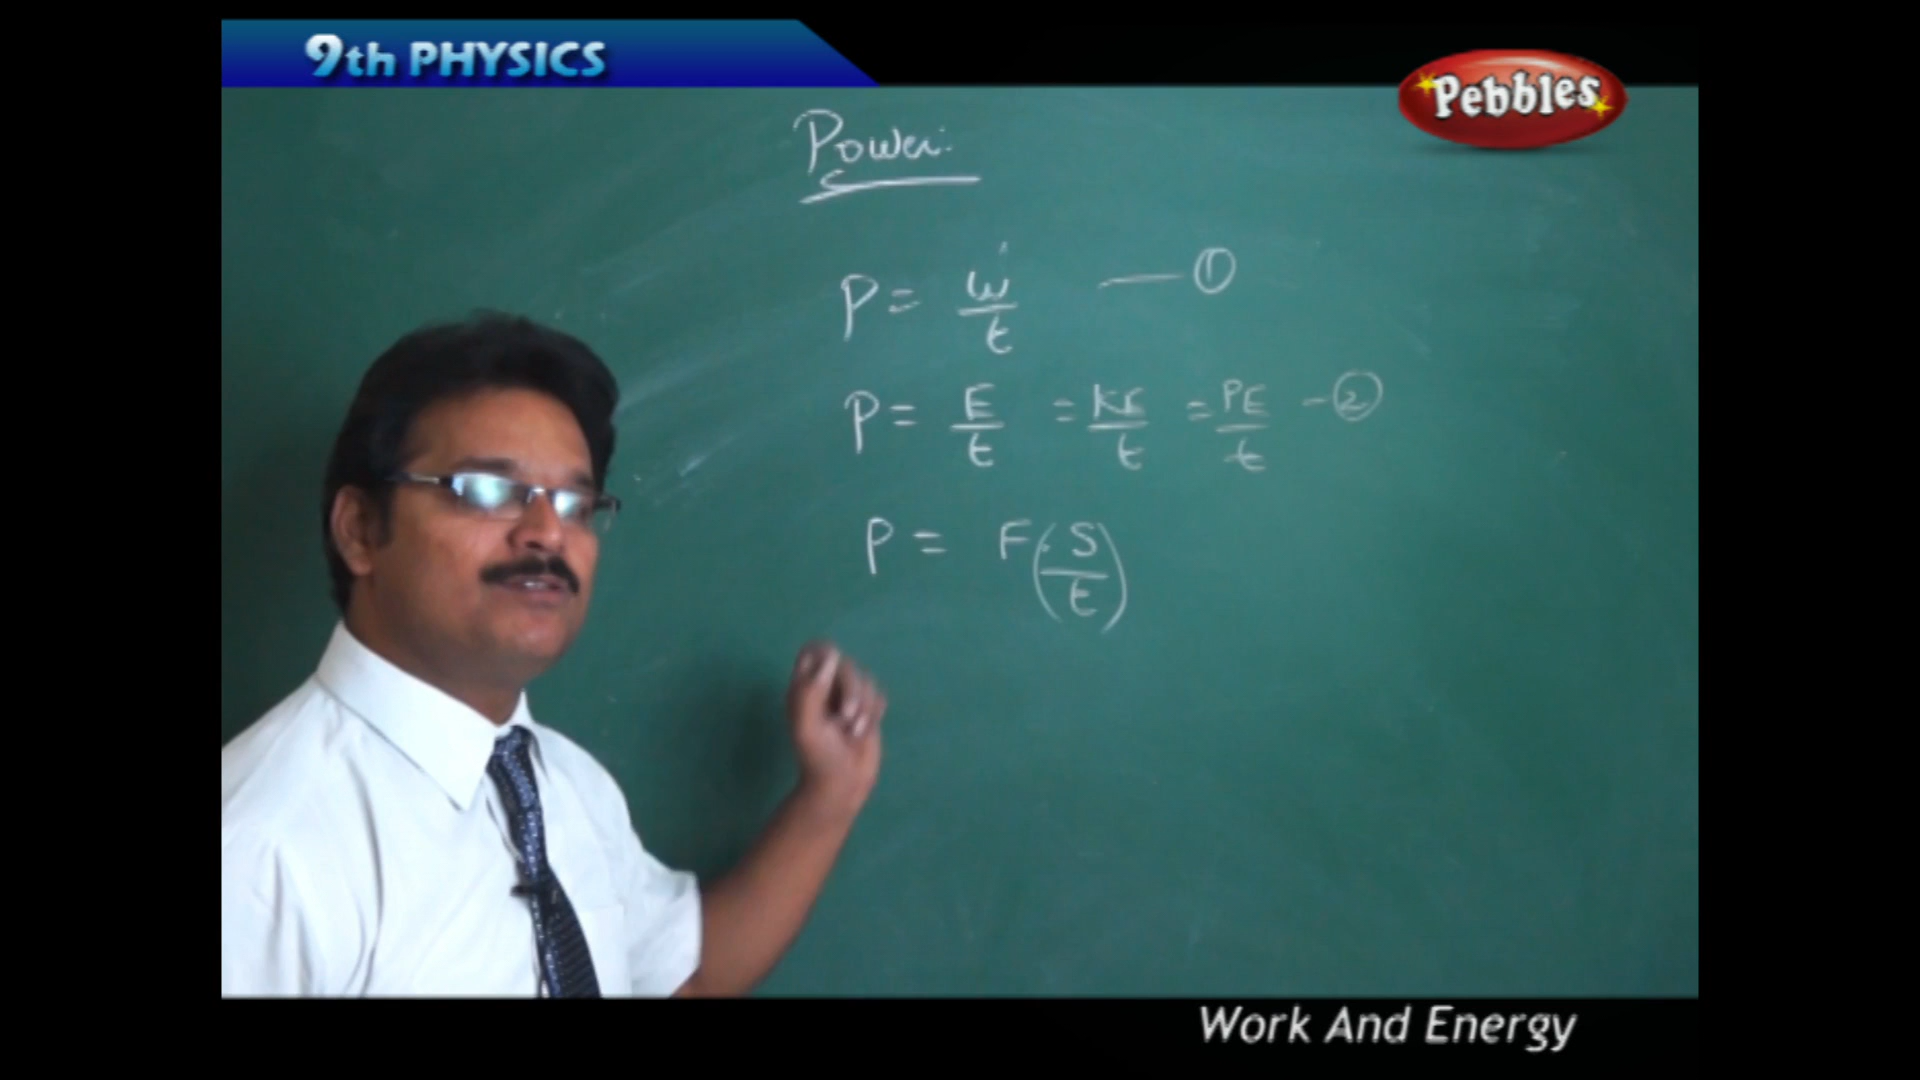 9th PHYSICS
Pebbles
Power:
P = W/t — ①
P = E/t = KE/t = PE/t - ②
P = F(. S/t)
Work And Energy